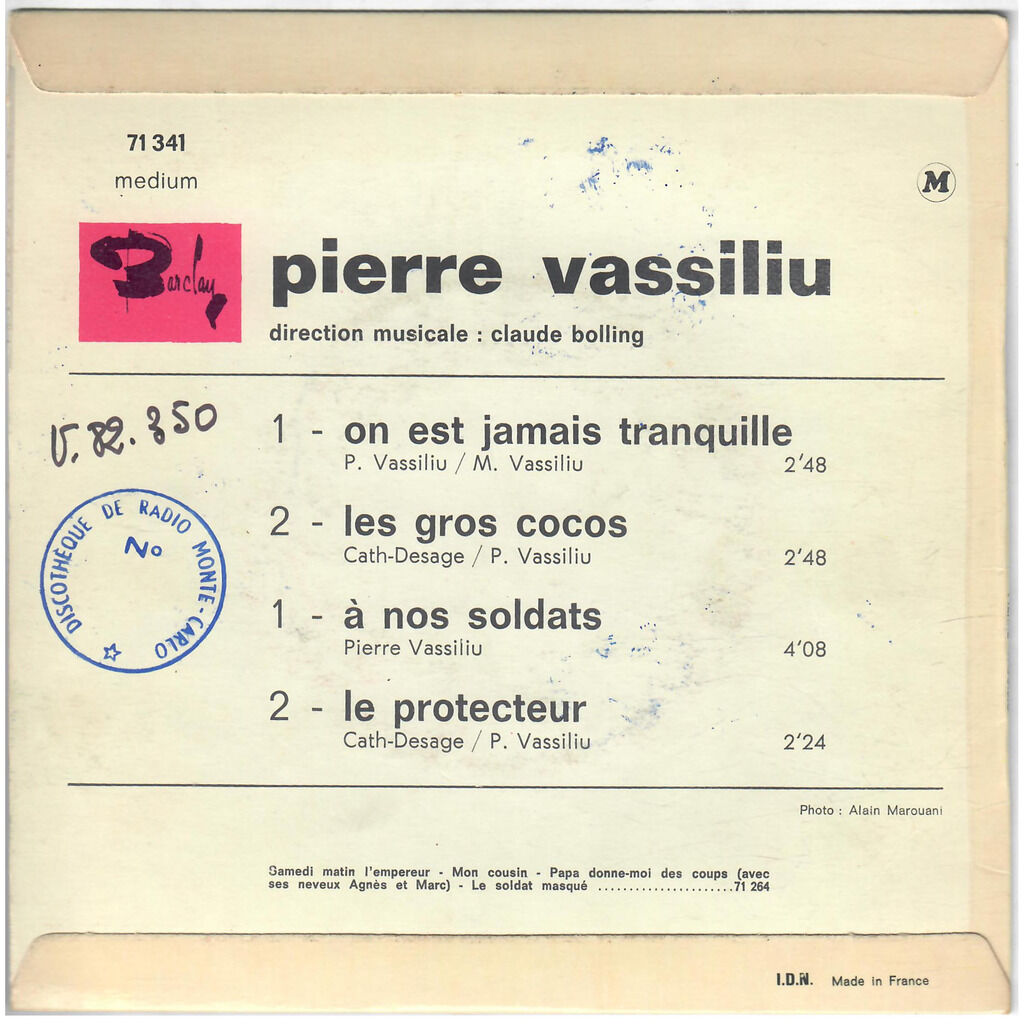 71 341
medium
M
Barclay
pierre vassiliu
direction musicale : claude bolling
V. 82. 350
1 - on est jamais tranquille
P. Vassiliu / M. Vassiliu 2'48
2 - les gros cocos
Cath-Desage / P. Vassiliu 2'48
1 - à nos soldats
Pierre Vassiliu 4'08
2 - le protecteur
Cath-Desage / P. Vassiliu 2'24
DISCOTHÈQUE DE RADIO MONTE-CARLO
No
Photo : Alain Marouani
Samedi matin l'empereur - Mon cousin - Papa donne-moi des coups (avec
ses neveux Agnès et Marc) - Le soldat masqué ......................71 264
I.D.N. Made in France